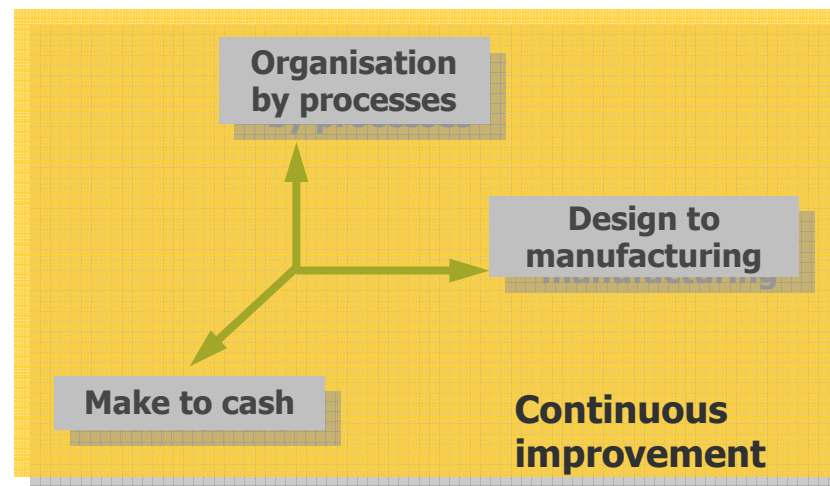 Organisation
by processes
Design to
manufacturing
Make to cash
Continuous
improvement